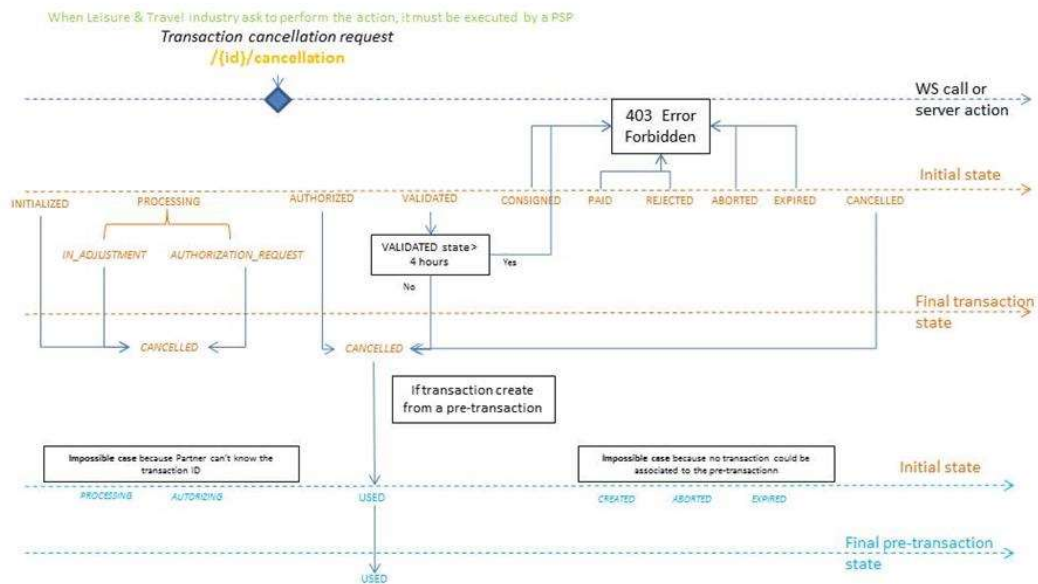 When Leisure & Travel Industry ask to perform the action, it must be executed by a PSP
Transaction cancellation request
/{id}/cancellation
WS call or
server action
403 Error
Forbidden
Initial state
INITIALIZED
PROCESSING
AUTHORIZED
VALIDATED
CONSIGNED
PAID
REJECTED
ABORTED
EXPIRED
CANCELLED
IN_ADJUSTMENT
AUTHORIZATION_REQUEST
VALIDATED state>
4 hours
Yes
No
Final transaction
state
CANCELLED
CANCELLED
If transaction create
from a pre-transaction
Impossible case because Partner can't know the
transaction ID
Impossible case because no transaction could be
associated to the pre-transactionn
Initial state
PROCESSING
AUTORIZING
USED
CREATED
ABORTED
EXPIRED
Final pre-transaction
state
USED